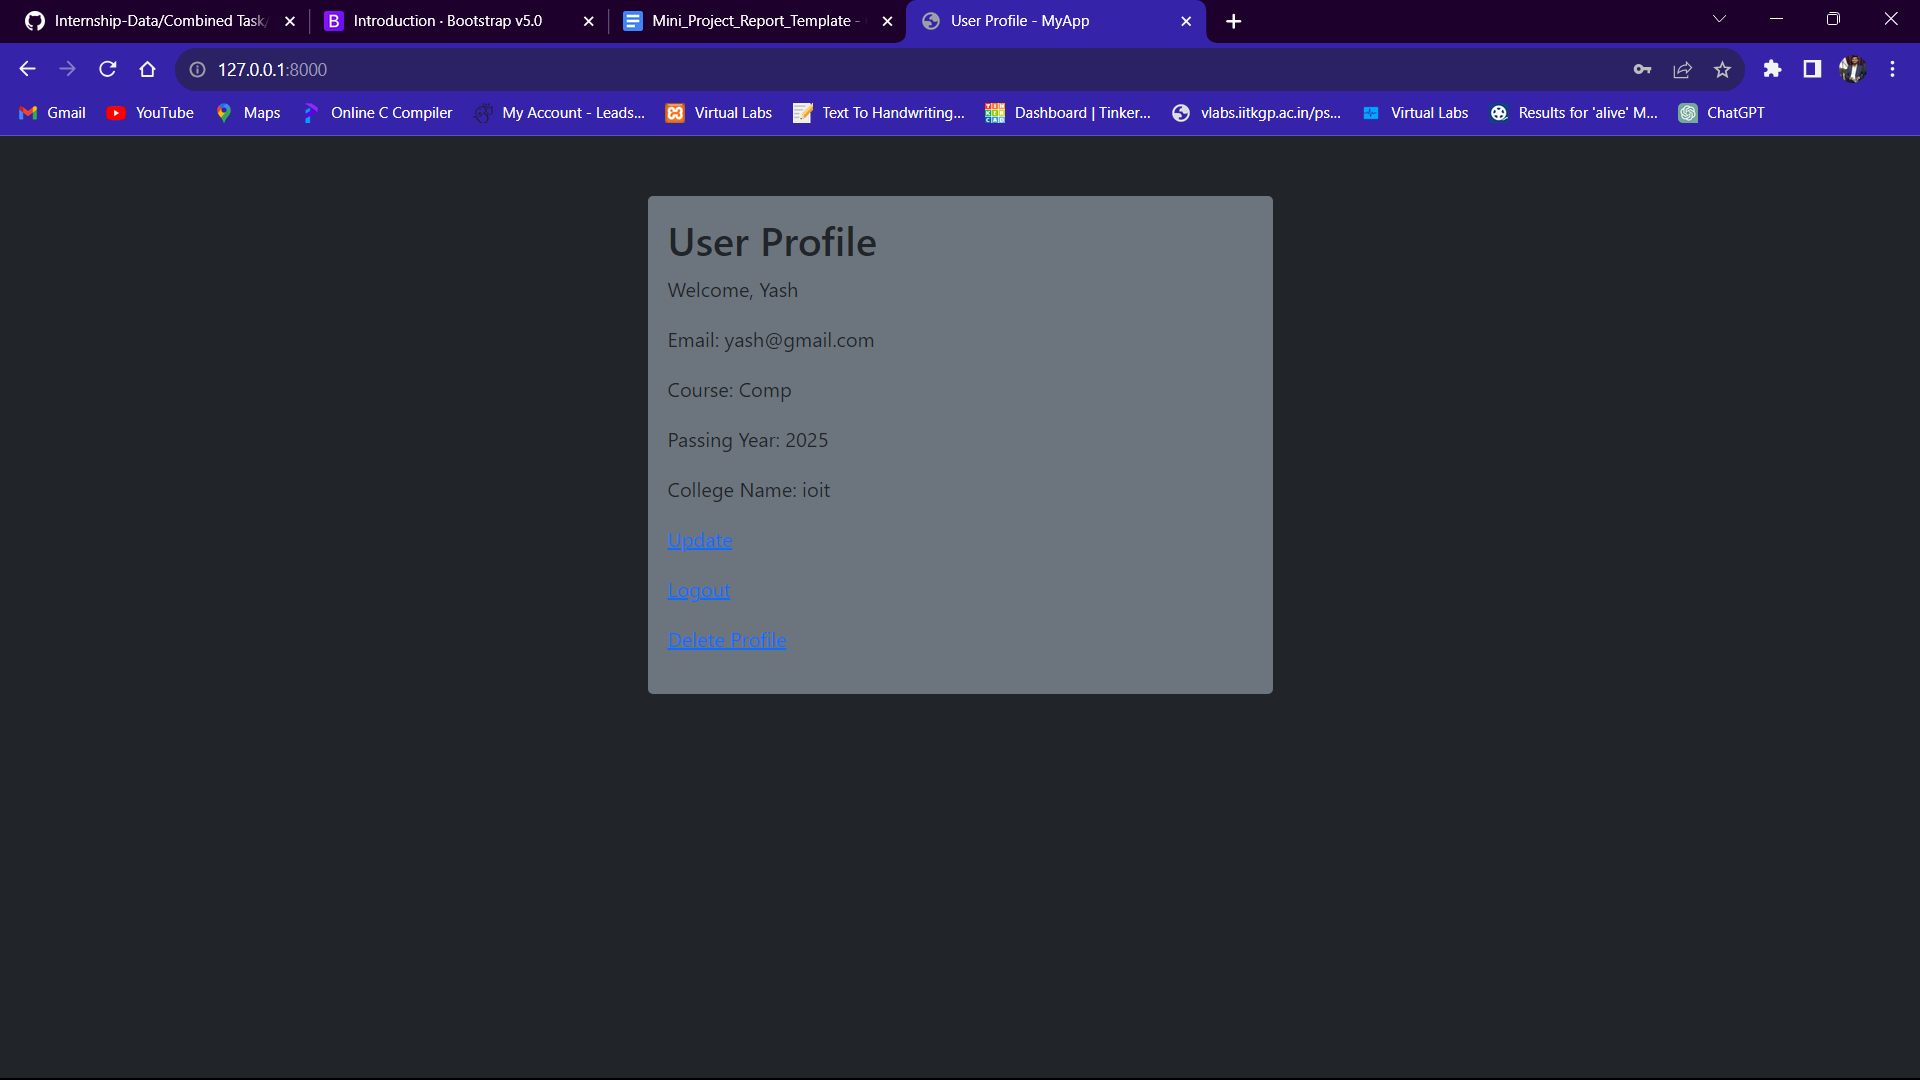 Internship-Data/Combined Task/
Introduction · Bootstrap v5.0
Mini_Project_Report_Template -
User Profile - MyApp
127.0.0.1:8000
Gmail
YouTube
Maps
Online C Compiler
My Account - Leads...
Virtual Labs
Text To Handwriting...
Dashboard | Tinker...
vlabs.iitkgp.ac.in/ps...
Virtual Labs
Results for 'alive' M...
ChatGPT
User Profile
Welcome, Yash
Email: yash@gmail.com
Course: Comp
Passing Year: 2025
College Name: ioit
Update
Logout
Delete Profile